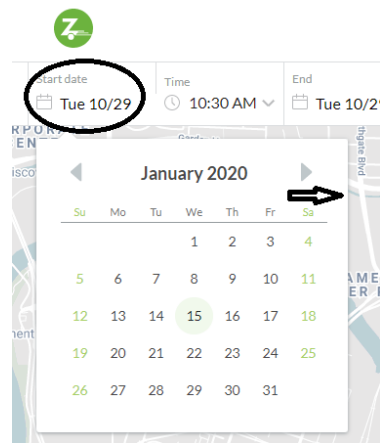 Z
Start date
Time
End
Tue 10/29
10:30 AM
Tue 10/29
January 2020
Su Mo Tu We Th Fr Sa
1 2 3 4
5 6 7 8 9 10 11
12 13 14 15 16 17 18
19 20 21 22 23 24 25
26 27 28 29 30 31